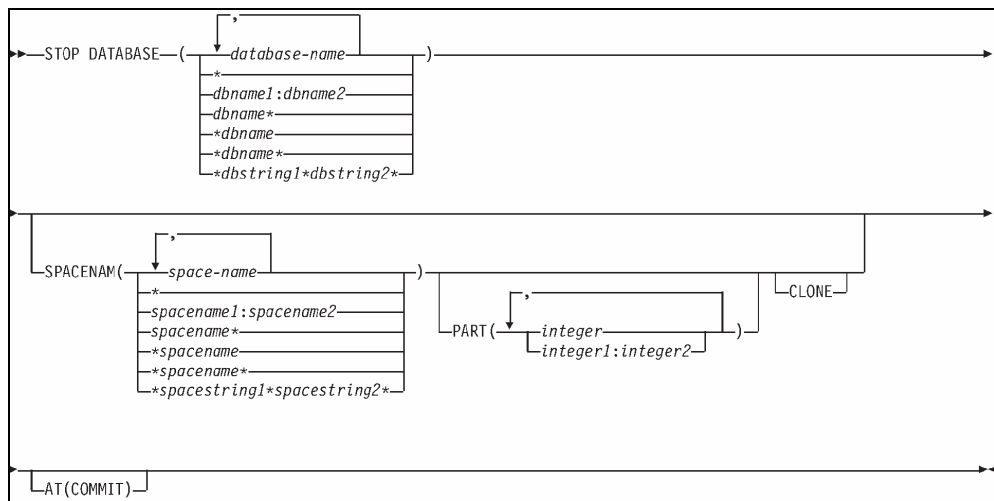 ,
STOP DATABASE ( database-name )
*
dbname1:dbname2
dbname*
*dbname
*dbname*
*dbstring1*dbstring2*
,
SPACENAM( space-name )
*
spacename1:spacename2
spacename*
*spacename
*spacename*
*spacestring1*spacestring2*
,
PART( integer )
integer1:integer2
CLONE
AT(COMMIT)